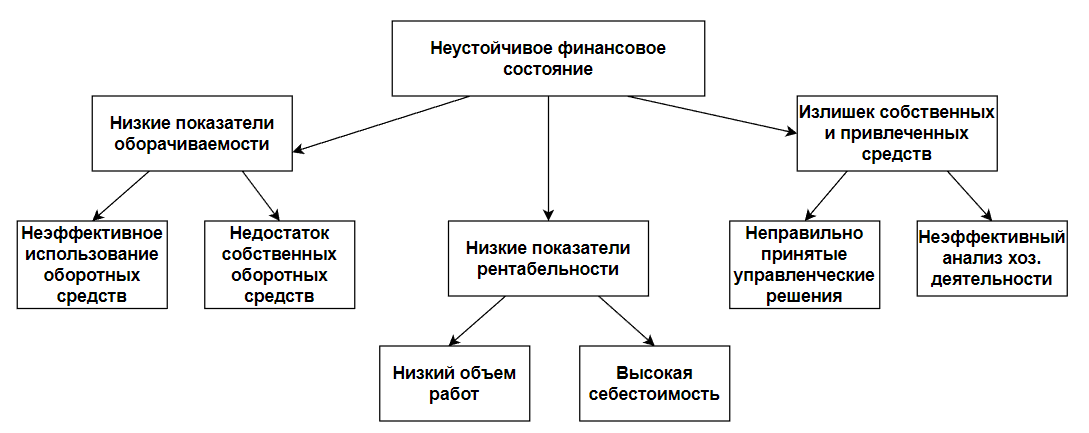 Неустойчивое финансовое
состояние
Низкие показатели
оборачиваемости
Излишек собственных
и привлеченных
средств
Неэффективное
использование
оборотных
средств
Недостаток
собственных
оборотных
средств
Низкие показатели
рентабельности
Неправильно
принятые
управленческие
решения
Неэффективный
анализ хоз.
деятельности
Низкий объем
работ
Высокая
себестоимость